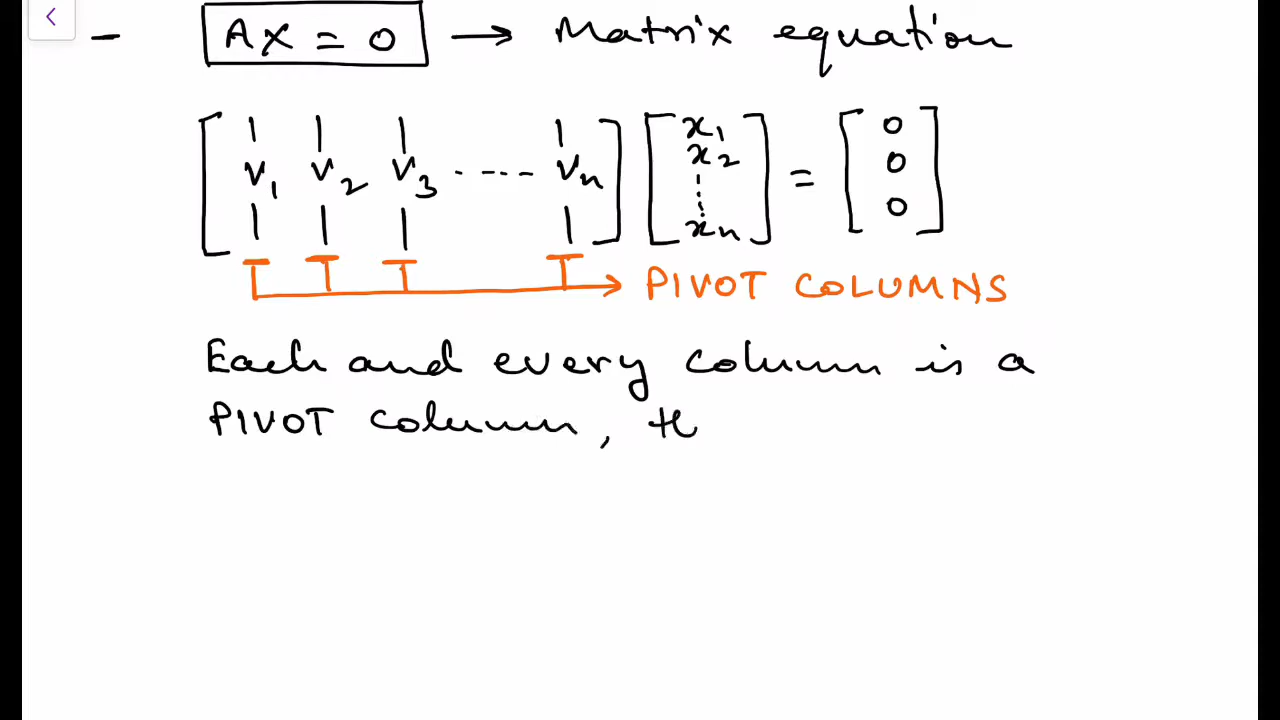 - AX = 0 → Matrix equation
[ v1 v2 v3 ---- vn ] [ x1 x2 ⋮ xn ] = [ 0 0 0 ]
→ PIVOT COLUMNS
Each and every column is a
PIVOT column, th